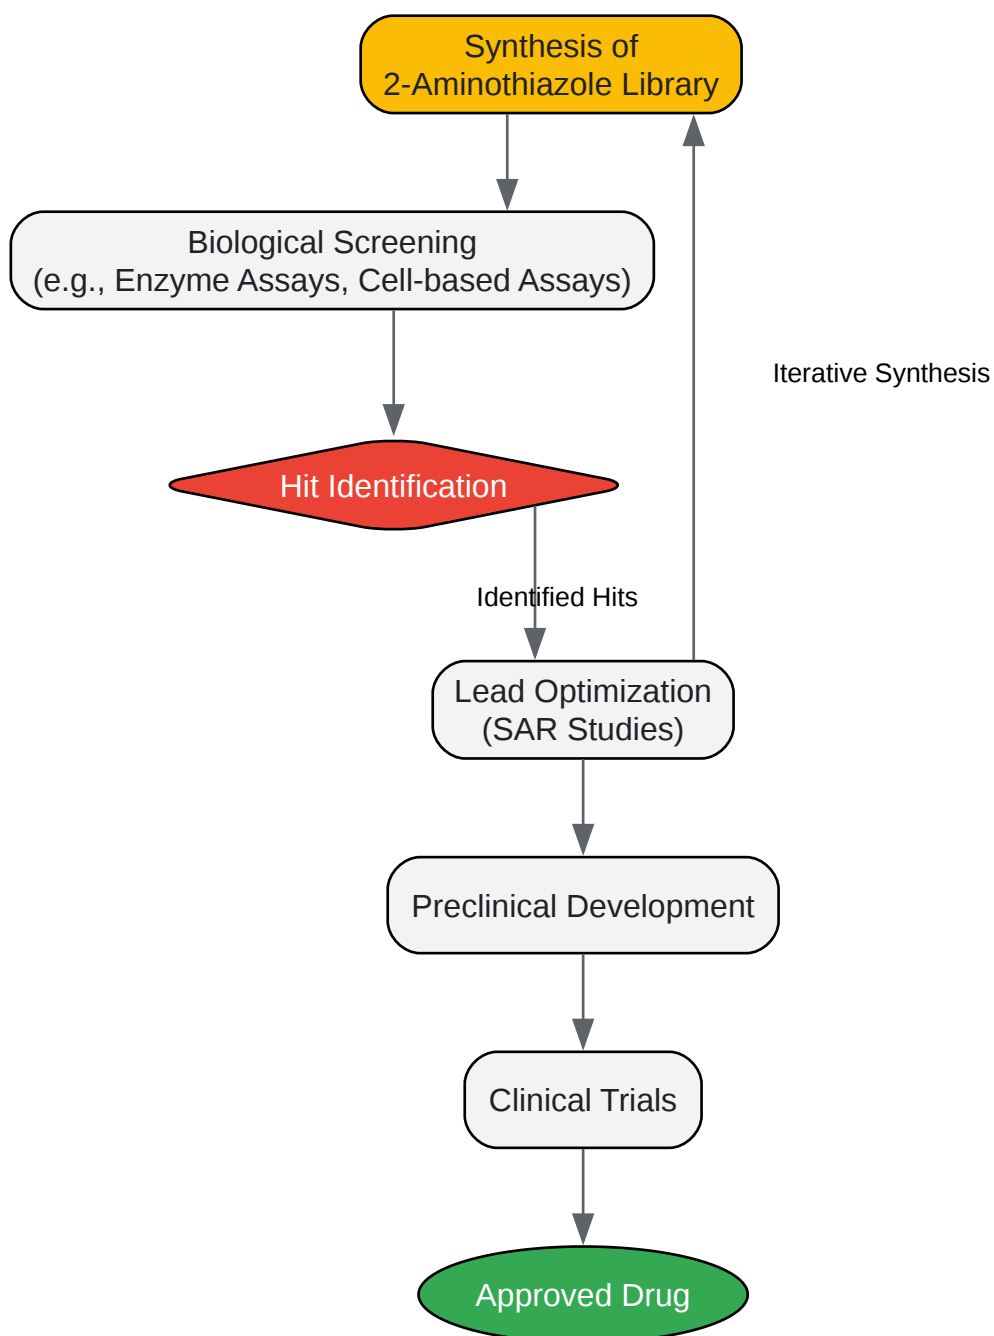 Synthesis of
2-Aminothiazole Library
Biological Screening
(e.g., Enzyme Assays, Cell-based Assays)
Iterative Synthesis
Hit Identification
Identified Hits
Lead Optimization
(SAR Studies)
Preclinical Development
Clinical Trials
Approved Drug